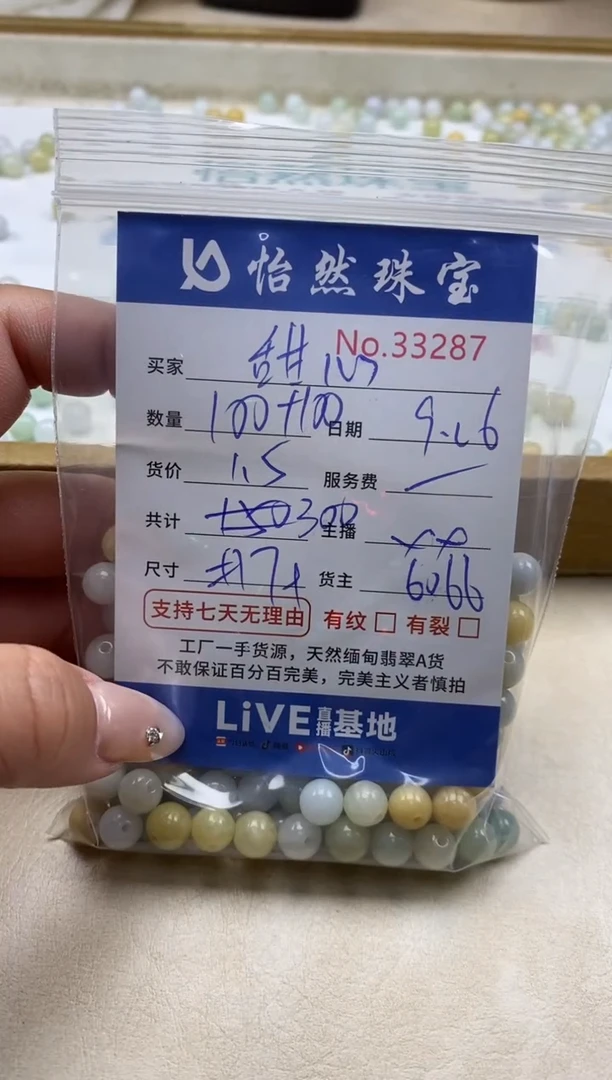 怡然珠宝
No.33287
买家 甜心
数量 100+100 日期 9.26
货价 1.5 服务费 —
共计 300 主播
尺寸 货主 6066
支持七天无理由 有纹 □ 有裂 □
工厂一手货源，天然缅甸翡翠A货
不敢保证百分百完美，完美主义者慎拍
LiVE直播基地